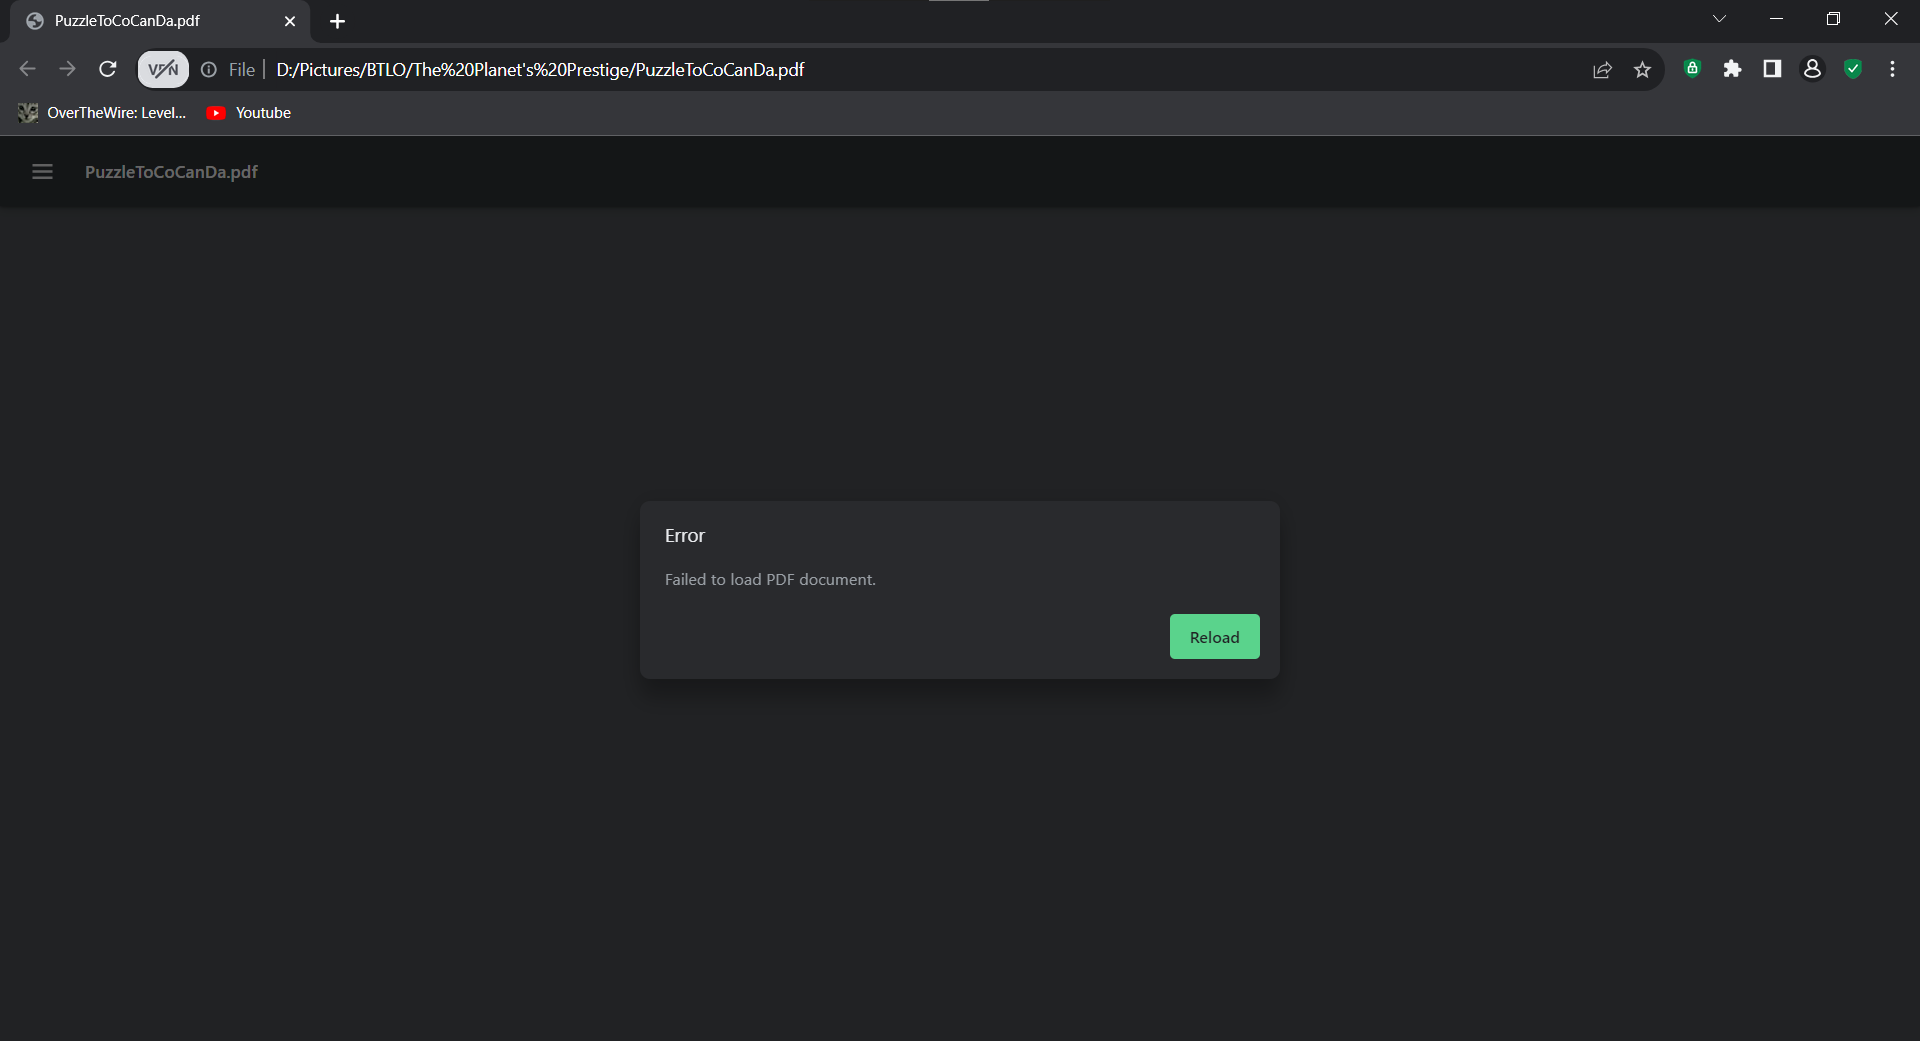 PuzzleToCoCanDa.pdf
VPN File D:/Pictures/BTLO/The%20Planet's%20Prestige/PuzzleToCoCanDa.pdf
OverTheWire: Level... Youtube
PuzzleToCoCanDa.pdf
Error
Failed to load PDF document.
Reload